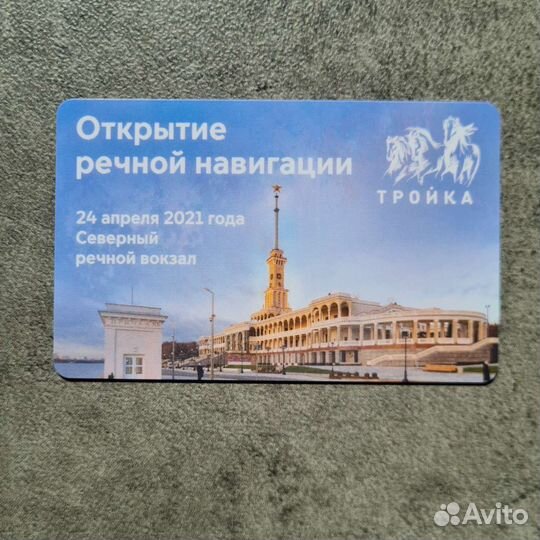 Открытие
речной навигации
ТРОЙКА
24 апреля 2021 года
Северный
речной вокзал
Avito